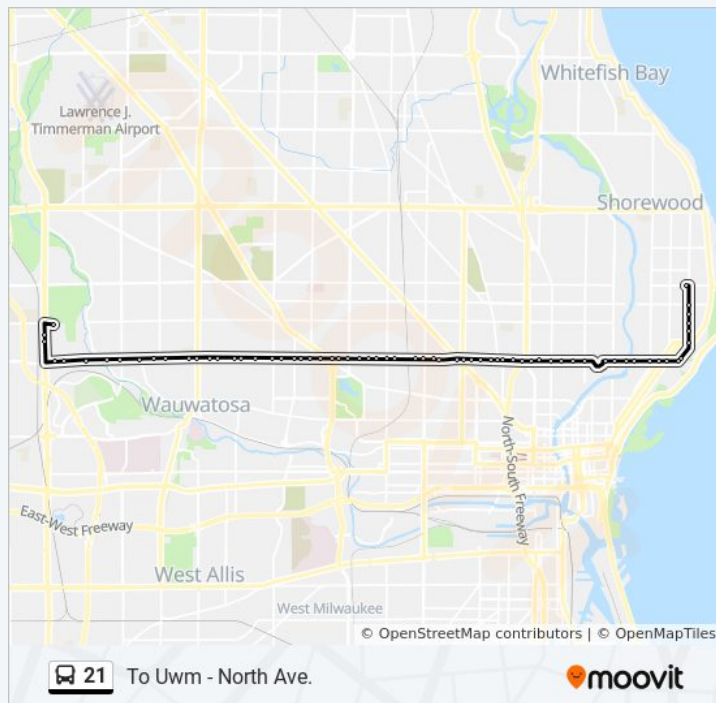 Whitefish Bay
Lawrence J.
Timmerman Airport
Shorewood
Wauwatosa
North-South Freeway
East-West Freeway
West Allis
West Milwaukee
© OpenStreetMap contributors | © OpenMapTiles
21 To Uwm - North Ave.
moovit